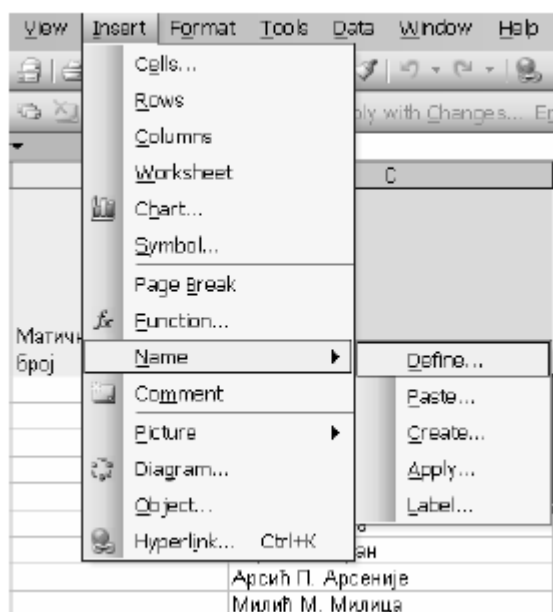 View Insert Format Tools Data Window Help
Cells...
Rows
ply with Changes...
Columns
Worksheet
C
Chart...
Symbol...
Page Break
Function...
Name
Define...
Comment
Paste...
Picture
Create...
Diagram...
Apply...
Object...
Label...
Hyperlink... Ctrl+K
број
Арсић П. Арсеније
Милић М. Милица